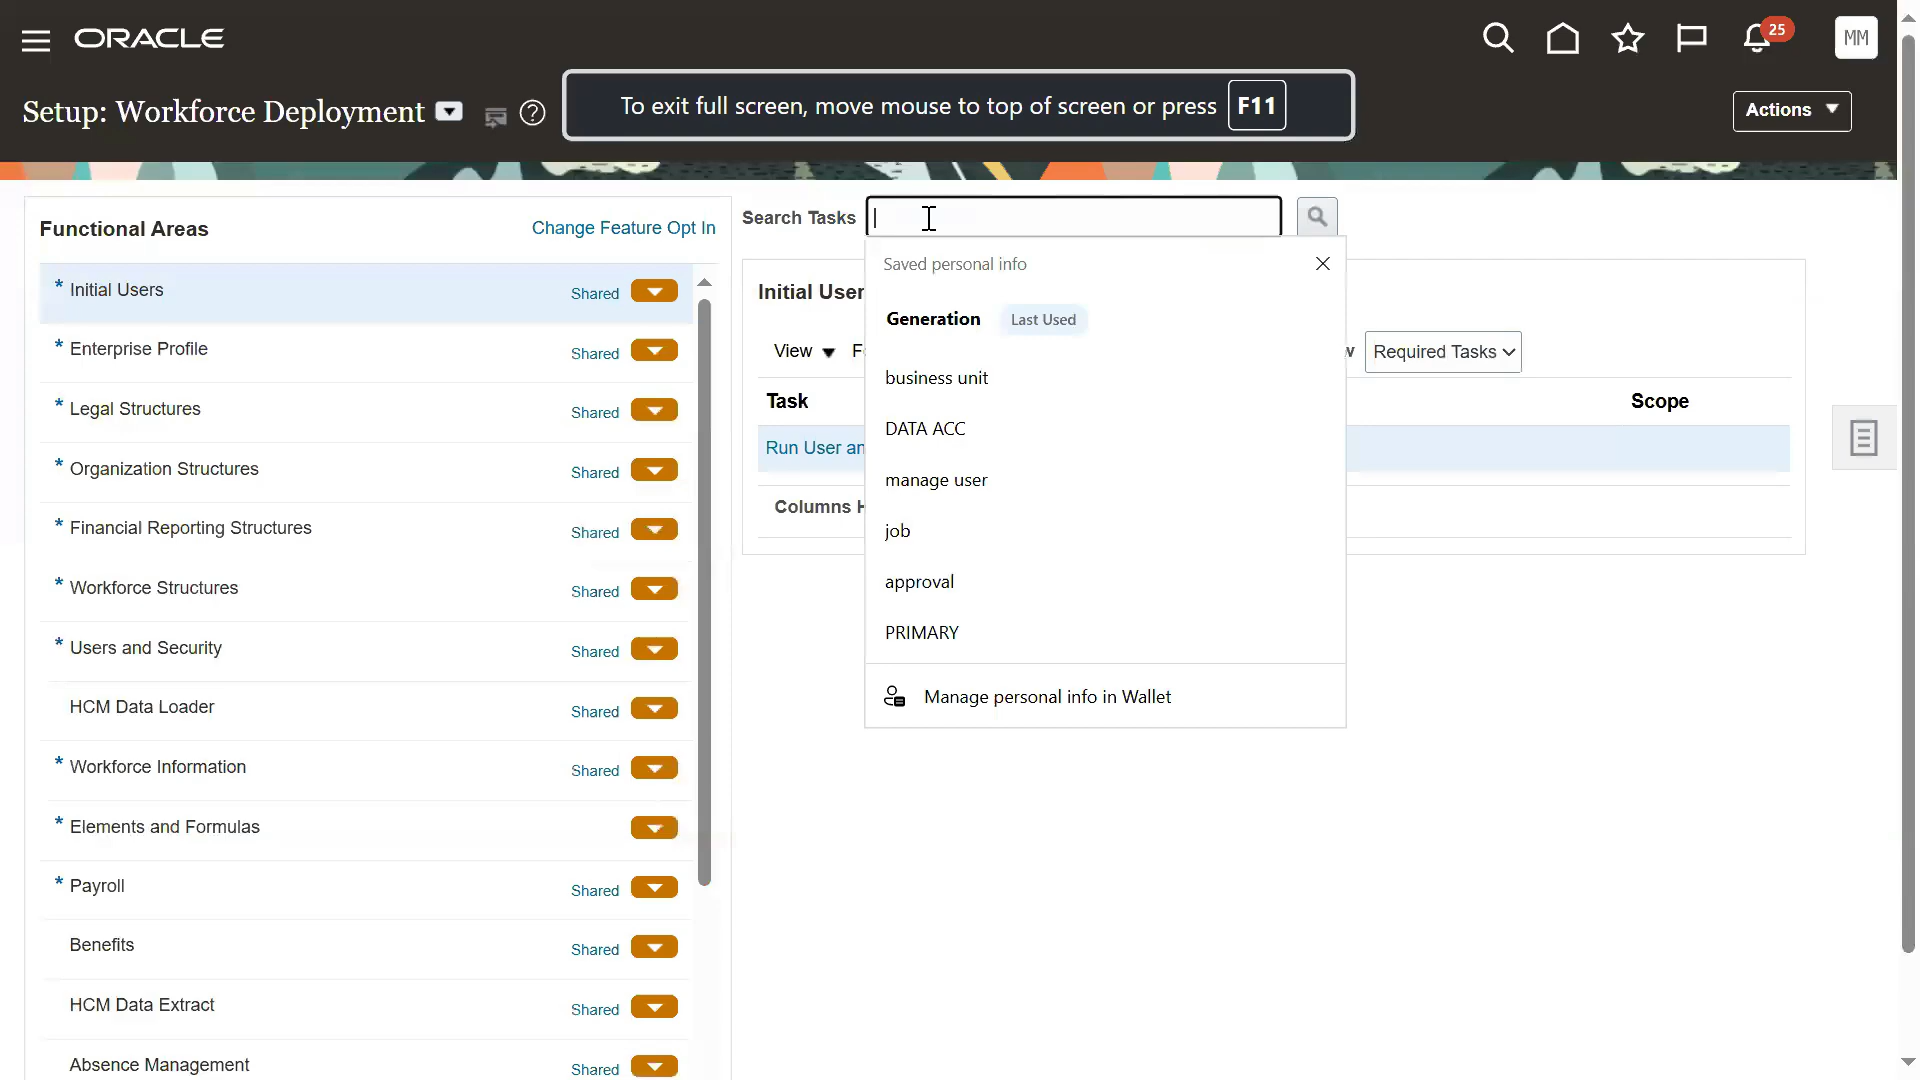 ORACLE
25
MM
Setup: Workforce Deployment
?
To exit full screen, move mouse to top of screen or press F11
Actions
Functional Areas
Change Feature Opt In
* Initial Users Shared
* Enterprise Profile Shared
* Legal Structures Shared
* Organization Structures Shared
* Financial Reporting Structures Shared
* Workforce Structures Shared
* Users and Security Shared
HCM Data Loader Shared
* Workforce Information Shared
* Elements and Formulas
* Payroll Shared
Benefits Shared
HCM Data Extract Shared
Absence Management Shared
Search Tasks
Saved personal info
Generation Last Used
business unit
DATA ACC
manage user
job
approval
PRIMARY
Manage personal info in Wallet
Initial User
View
Required Tasks
Task
Scope
Run User an
Columns H